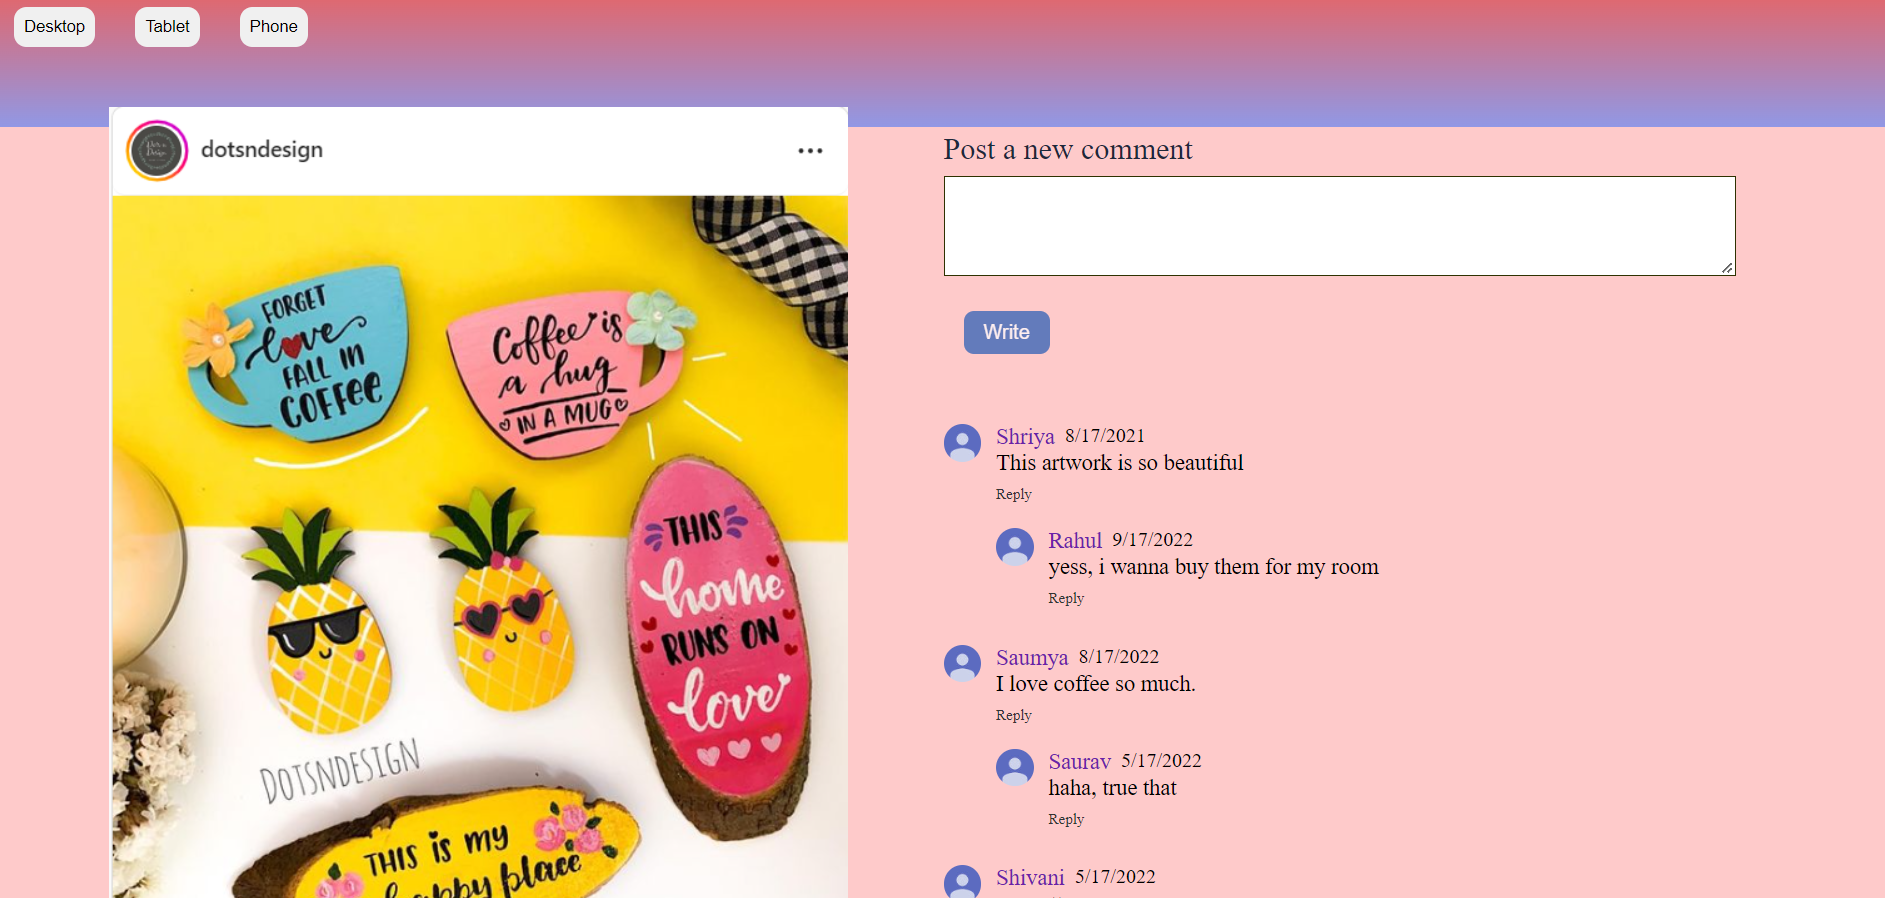 Desktop Tablet Phone
dotsndesign
FORGET
love
FALL IN
COFFEE
Coffee is
a hug
IN A MUG
THIS
home
RUNS ON
love
DOTSNDESIGN
THIS IS MY
happy place
Post a new comment
Write
Shriya 8/17/2021
This artwork is so beautiful
Reply
Rahul 9/17/2022
yess, i wanna buy them for my room
Reply
Saumya 8/17/2022
I love coffee so much.
Reply
Saurav 5/17/2022
haha, true that
Reply
Shivani 5/17/2022